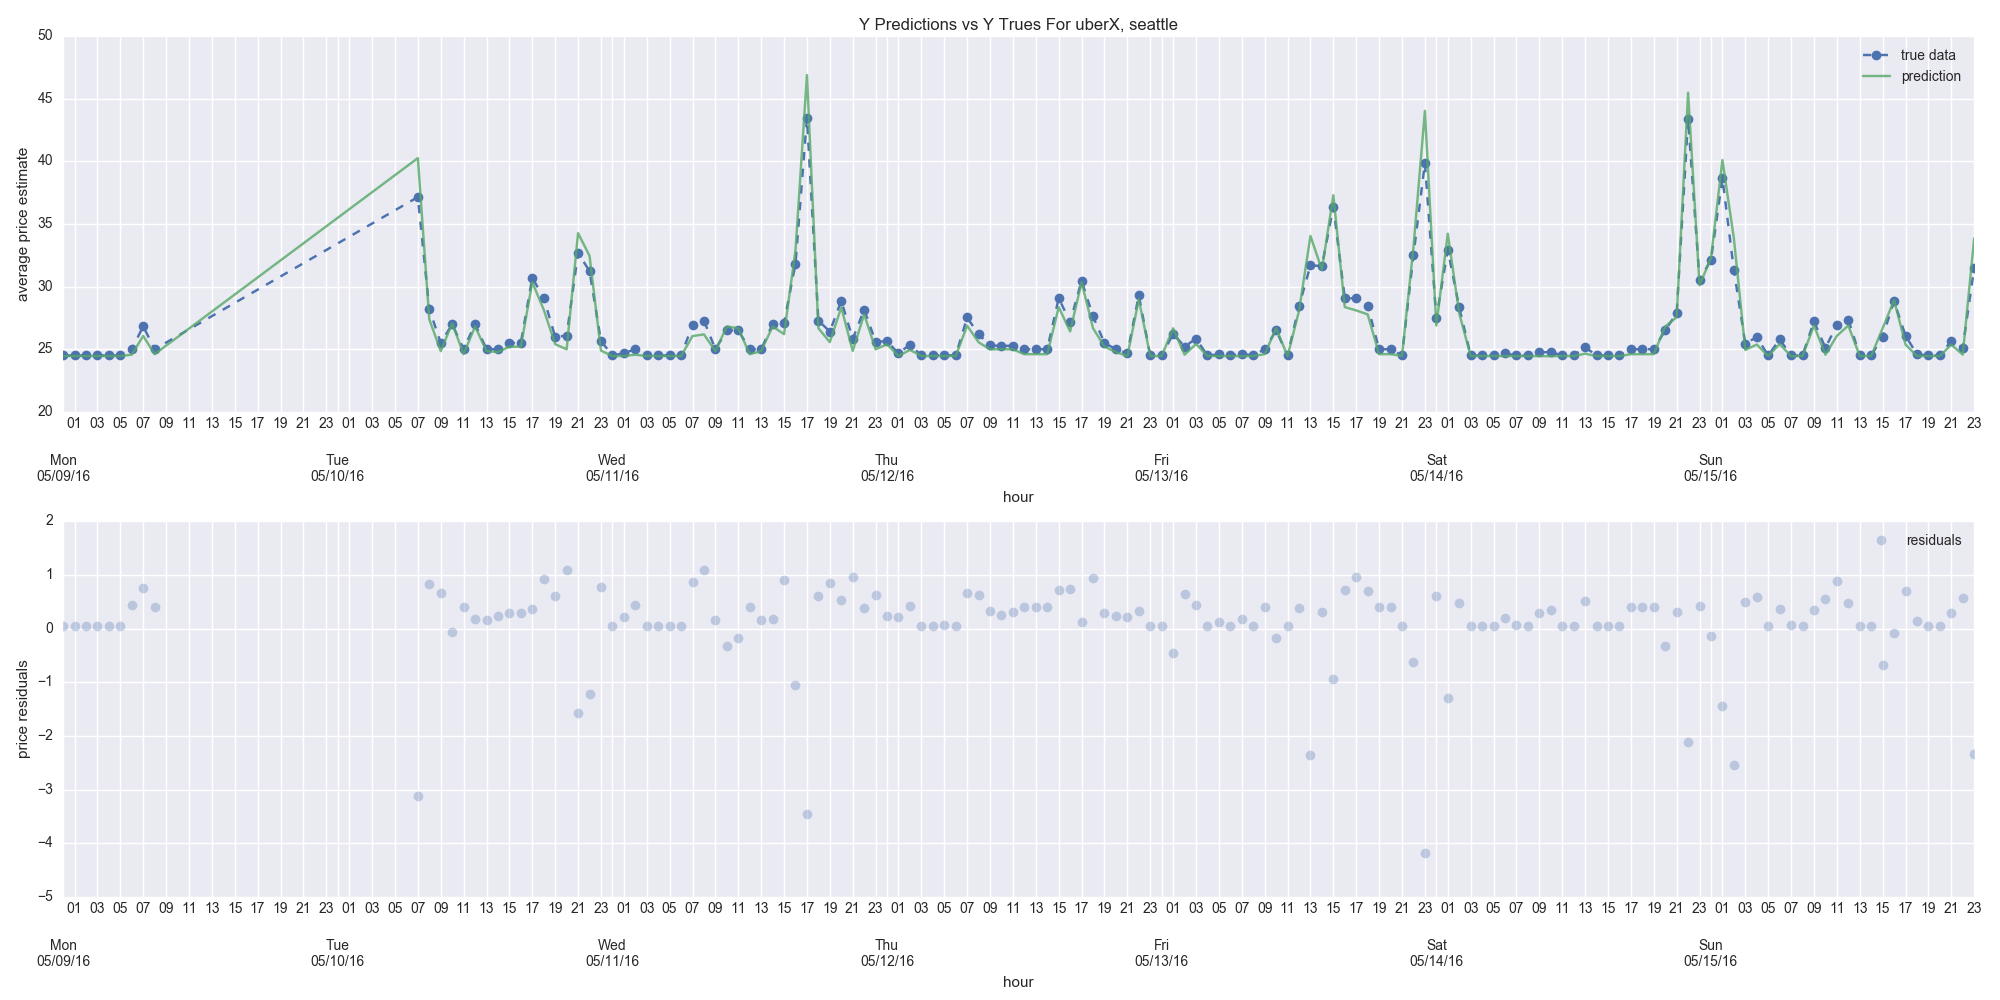 Y Predictions vs Y Trues For uberX, seattle
50
45
40
35
30
25
20
average price estimate
true data
prediction
01 03 05 07 09 11 13 15 17 19 21 23 01 03 05 07 09 11 13 15 17 19 21 23 01 03 05 07 09 11 13 15 17 19 21 23 01 03 05 07 09 11 13 15 17 19 21 23 01 03 05 07 09 11 13 15 17 19 21 23 01 03 05 07 09 11 13 15 17 19 21 23 01 03 05 07 09 11 13 15 17 19 21 23
Mon Tue Wed Thu Fri Sat Sun
05/09/16 05/10/16 05/11/16 05/12/16 05/13/16 05/14/16 05/15/16
hour
2
1
0
−1
−2
−3
−4
−5
price residuals
residuals
01 03 05 07 09 11 13 15 17 19 21 23 01 03 05 07 09 11 13 15 17 19 21 23 01 03 05 07 09 11 13 15 17 19 21 23 01 03 05 07 09 11 13 15 17 19 21 23 01 03 05 07 09 11 13 15 17 19 21 23 01 03 05 07 09 11 13 15 17 19 21 23 01 03 05 07 09 11 13 15 17 19 21 23
Mon Tue Wed Thu Fri Sat Sun
05/09/16 05/10/16 05/11/16 05/12/16 05/13/16 05/14/16 05/15/16
hour